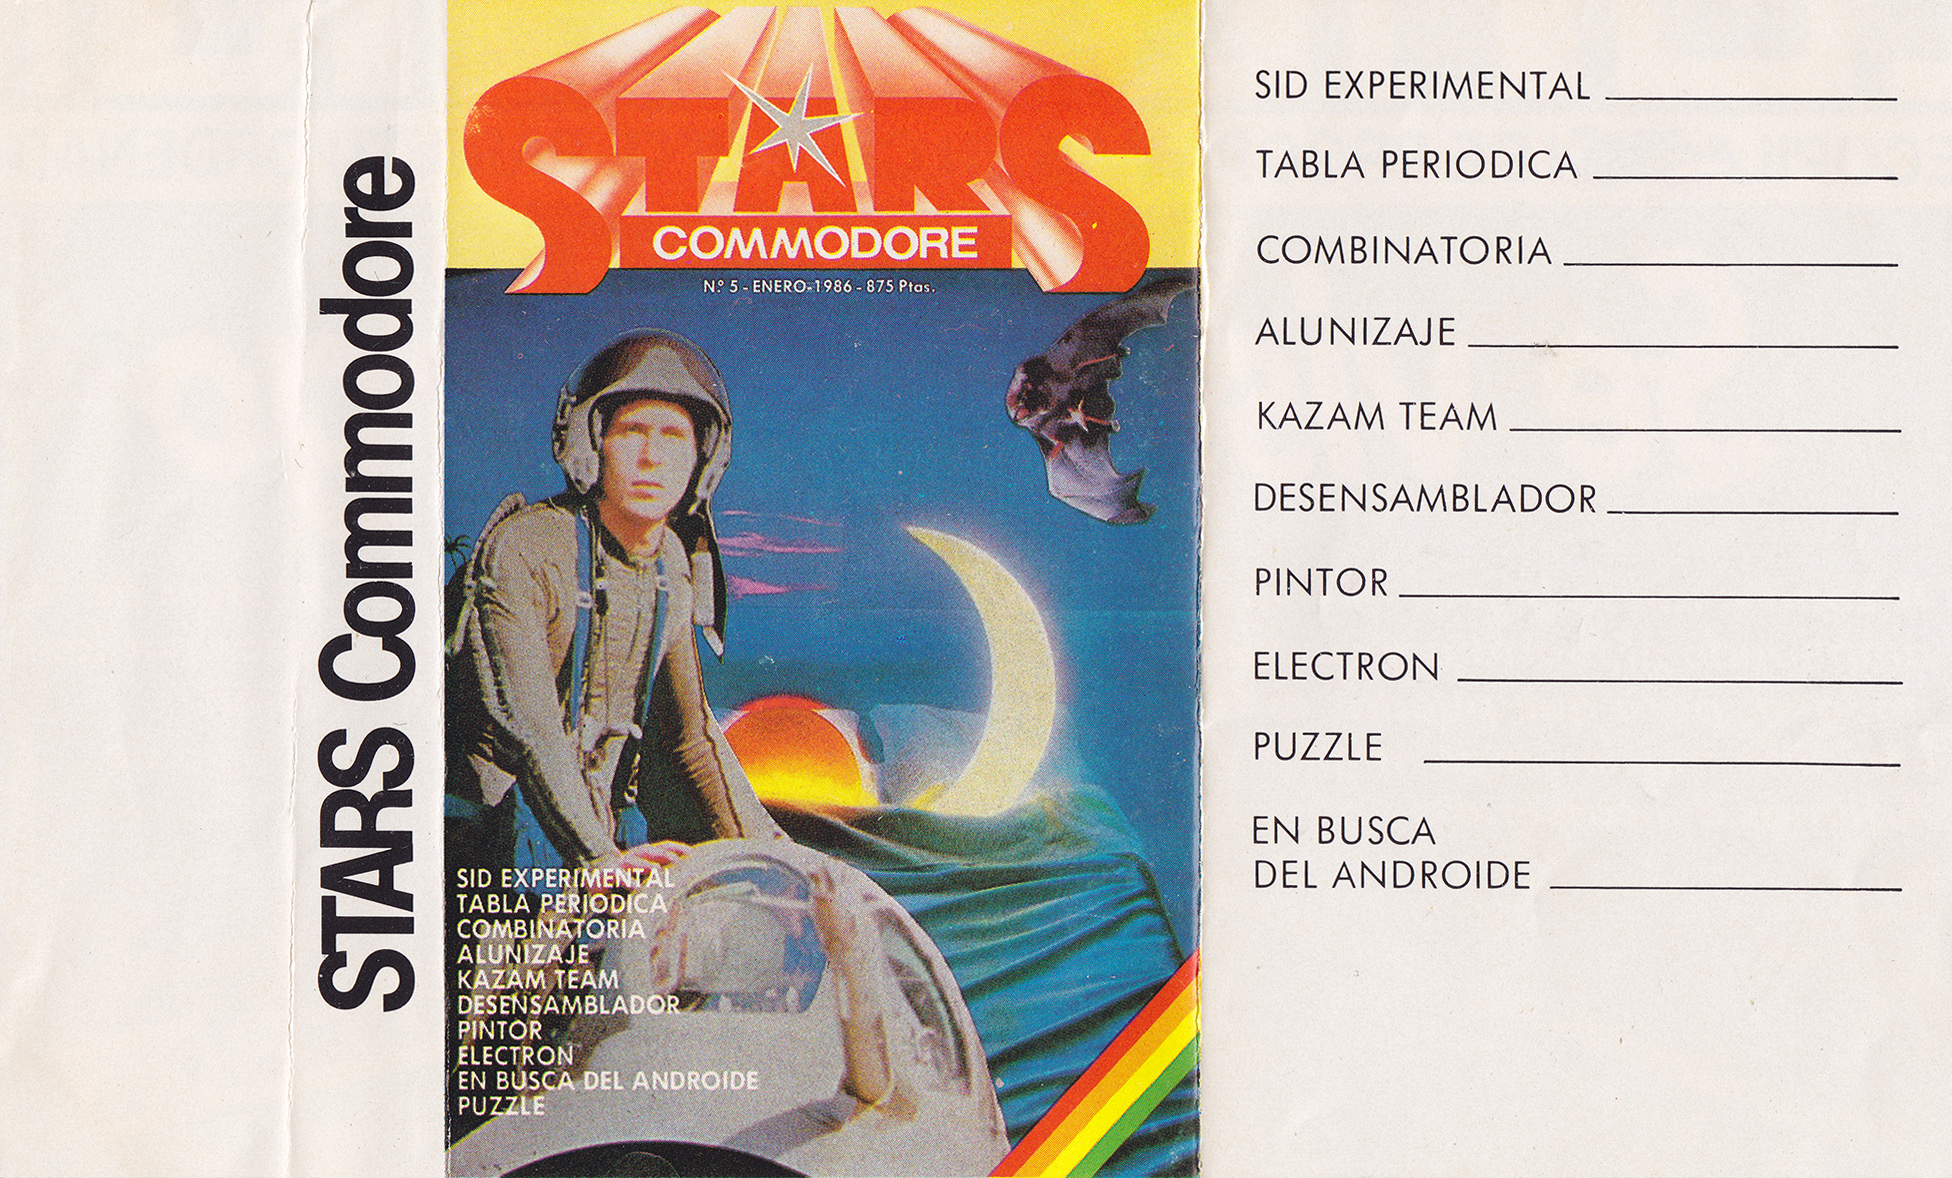 STARS Commodore
STARS
COMMODORE
N.º 5 - ENERO-1986 - 875 Ptas.
SID EXPERIMENTAL
TABLA PERIODICA
COMBINATORIA
ALUNIZAJE
KAZAM TEAM
DESENSAMBLADOR
PINTOR
ELECTRON
EN BUSCA DEL ANDROIDE
PUZZLE
SID EXPERIMENTAL
TABLA PERIODICA
COMBINATORIA
ALUNIZAJE
KAZAM TEAM
DESENSAMBLADOR
PINTOR
ELECTRON
PUZZLE
EN BUSCA
DEL ANDROIDE